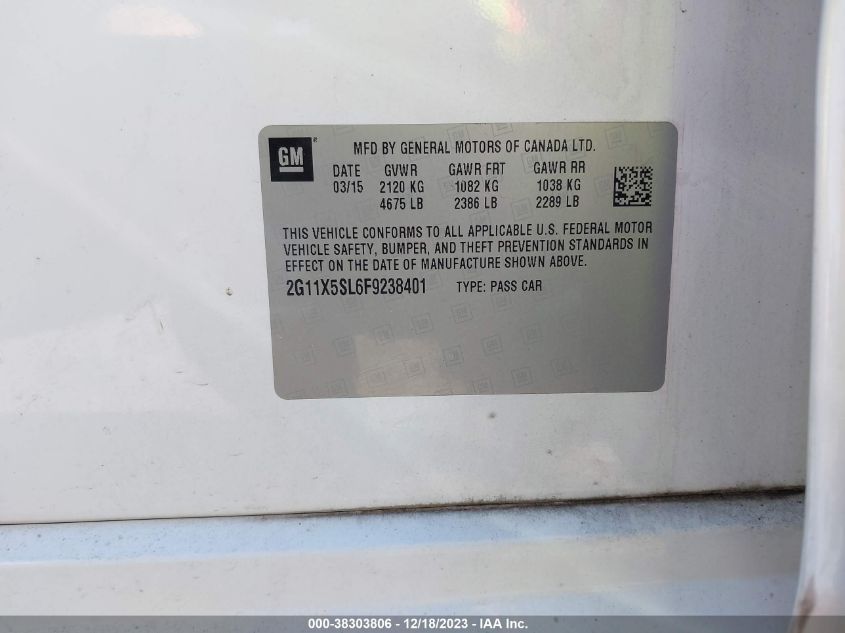 GM
MFD BY GENERAL MOTORS OF CANADA LTD.
DATE GVWR GAWR FRT GAWR RR
03/15 2120 KG 1082 KG 1038 KG
4675 LB 2386 LB 2289 LB
THIS VEHICLE CONFORMS TO ALL APPLICABLE U.S. FEDERAL MOTOR
VEHICLE SAFETY, BUMPER, AND THEFT PREVENTION STANDARDS IN
EFFECT ON THE DATE OF MANUFACTURE SHOWN ABOVE.
2G11X5SL6F9238401 TYPE: PASS CAR
000-38303806 - 12/18/2023 - IAA Inc.